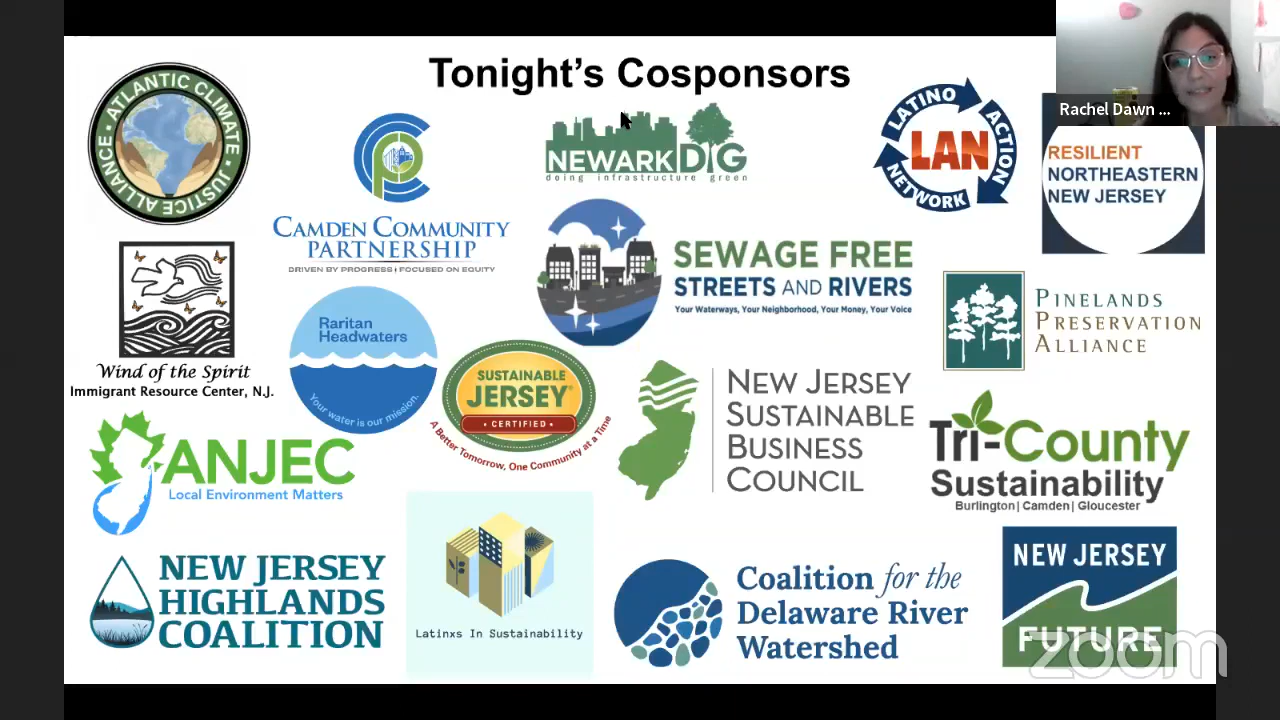 Tonight's Cosponsors
Rachel Dawn ...
ATLANTIC CLIMATE
JUSTICE ALLIANCE
CAMDEN COMMUNITY
PARTNERSHIP
DRIVEN BY PROGRESS FOCUSED ON EQUITY
NEWARK DIG
doing infrastructure green
LATINO
ACTION
NETWORK
LAN
RESILIENT
NORTHEASTERN
NEW JERSEY
Wind of the Spirit
Immigrant Resource Center, N.J.
Raritan
Headwaters
Your water is our mission.
SEWAGE FREE
STREETS AND RIVERS
Your Waterways, Your Neighborhood, Your Money, Your Voice
PINELANDS
PRESERVATION
ALLIANCE
SUSTAINABLE
JERSEY
CERTIFIED
A Better Tomorrow, One Community at a Time
NEW JERSEY
SUSTAINABLE
BUSINESS
COUNCIL
Tri-County
Sustainability
Burlington | Camden | Gloucester
ANJEC
Local Environment Matters
NEW JERSEY
HIGHLANDS
COALITION
Latinxs In Sustainability
Coalition for the
Delaware River
Watershed
NEW JERSEY
FUTURE
zoom